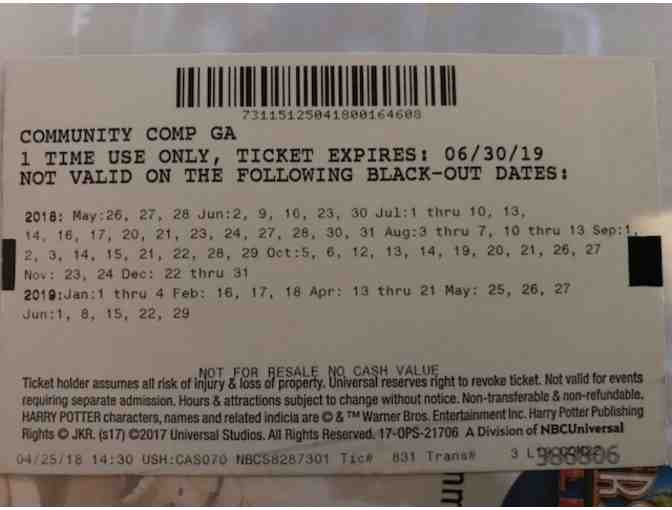 73115125041800164608
COMMUNITY COMP GA
1 TIME USE ONLY, TICKET EXPIRES: 06/30/19
NOT VALID ON THE FOLLOWING BLACK-OUT DATES:
2018: May:26, 27, 28 Jun:2, 9, 16, 23, 30 Jul:1 thru 10, 13,
14, 16, 17, 20, 21, 23, 24, 27, 28, 30, 31 Aug:3 thru 7, 10 thru 13 Sep:1,
2, 3, 14, 15, 21, 22, 28, 29 Oct:5, 6, 12, 13, 14, 19, 20, 21, 26, 27
Nov: 23, 24 Dec: 22 thru 31
2019:Jan:1 thru 4 Feb: 16, 17, 18 Apr: 13 thru 21 May: 25, 26, 27
Jun:1, 8, 15, 22, 29
NOT FOR RESALE NO CASH VALUE
Ticket holder assumes all risk of injury & loss of property. Universal reserves right to revoke ticket. Not valid for events
requiring separate admission. Hours & attractions subject to change without notice. Non-transferable & non-refundable.
HARRY POTTER characters, names and related indicia are © & ™ Warner Bros. Entertainment Inc. Harry Potter Publishing
Rights © JKR. (s17) ©2017 Universal Studios. All Rights Reserved. 17-OPS-21706 A Division of NBCUniversal
04/25/18 14:30 USH:CAS070 NBC58287301 Tic# 831 Trans# 3